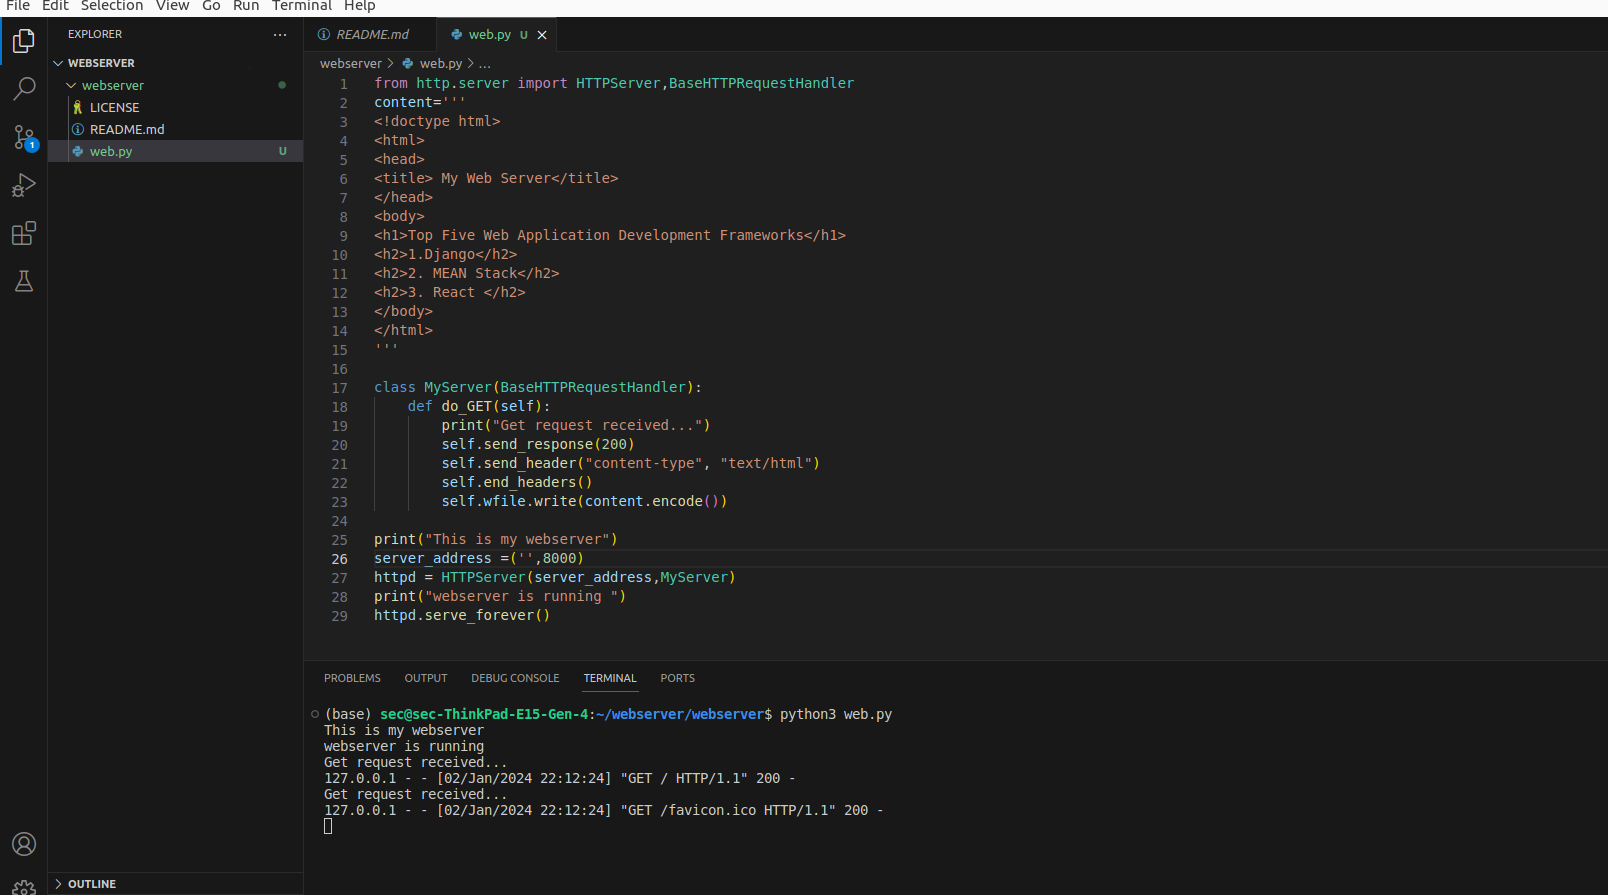 File Edit Selection View Go Run Terminal Help
EXPLORER
WEBSERVER
webserver
LICENSE
README.md
web.py U
1
OUTLINE
README.md web.py U
webserver > web.py > ...
1 from http.server import HTTPServer,BaseHTTPRequestHandler
2 content='''
3 <!doctype html>
4 <html>
5 <head>
6 <title> My Web Server</title>
7 </head>
8 <body>
9 <h1>Top Five Web Application Development Frameworks</h1>
10 <h2>1.Django</h2>
11 <h2>2. MEAN Stack</h2>
12 <h2>3. React </h2>
13 </body>
14 </html>
15 '''
16
17 class MyServer(BaseHTTPRequestHandler):
18     def do_GET(self):
19         print("Get request received...")
20         self.send_response(200)
21         self.send_header("content-type", "text/html")
22         self.end_headers()
23         self.wfile.write(content.encode())
24
25 print("This is my webserver")
26 server_address =('',8000)
27 httpd = HTTPServer(server_address,MyServer)
28 print("webserver is running ")
29 httpd.serve_forever()
PROBLEMS OUTPUT DEBUG CONSOLE TERMINAL PORTS
(base) sec@sec-ThinkPad-E15-Gen-4:~/webserver/webserver$ python3 web.py
This is my webserver
webserver is running
Get request received...
127.0.0.1 - - [02/Jan/2024 22:12:24] "GET / HTTP/1.1" 200 -
Get request received...
127.0.0.1 - - [02/Jan/2024 22:12:24] "GET /favicon.ico HTTP/1.1" 200 -